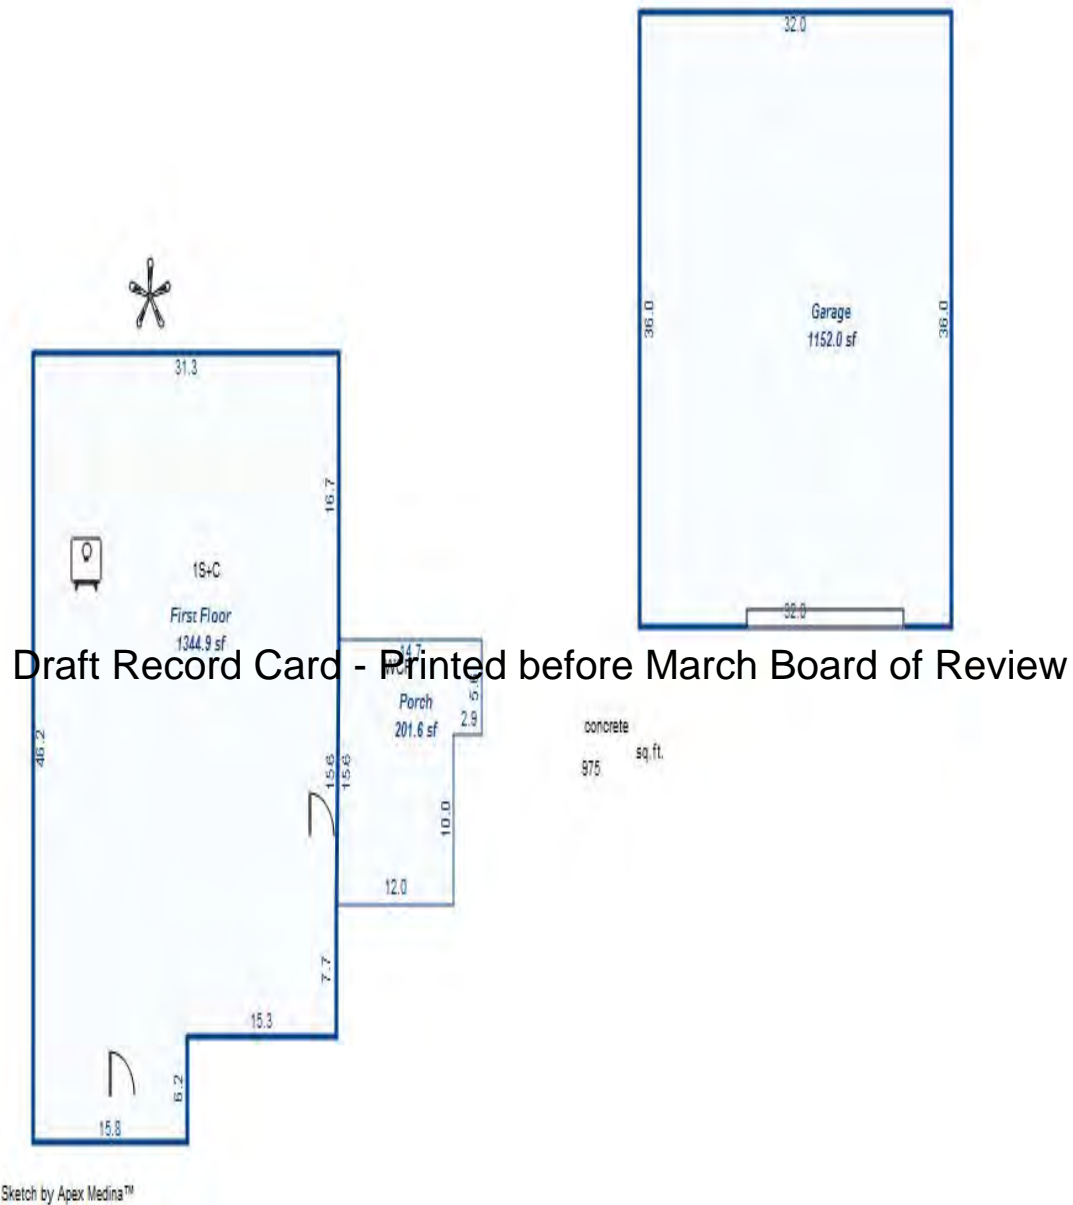 32.0
36.0
36.0
Garage
1152.0 sf
32.0
31.3
16.7
1S+C
First Floor
1344.9 sf
14.7
Draft Record Card - Printed before March Board of Review
Porch
201.6 sf
2.9
46.2
15.6
15.6
10.0
12.0
concrete
sq.ft.
975
7.7
15.3
6.2
15.8
Sketch by Apex Medina™